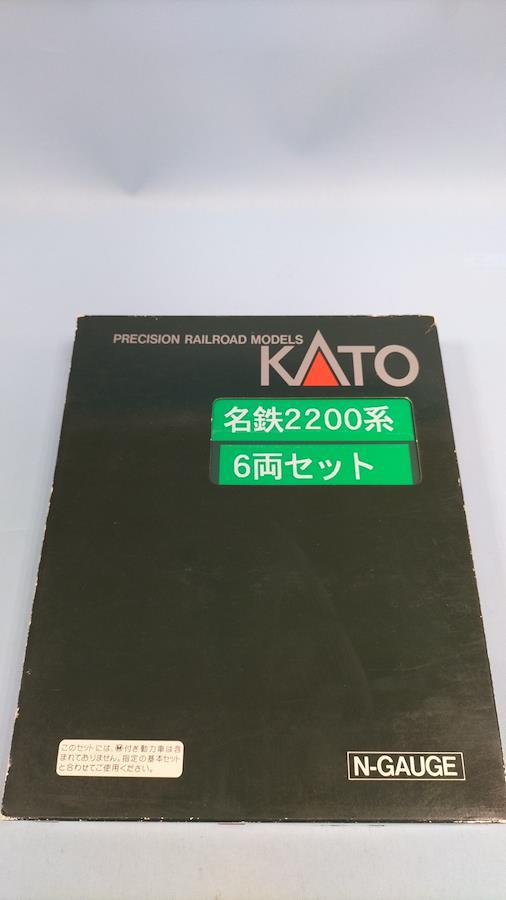 PRECISION RAILROAD MODELS
KATO
名鉄2200系
6両セット
このセットには、Ⓜ付き動力車は含
まれておりません。指定の基本セット
と合わせてご使用ください。
N-GAUGE